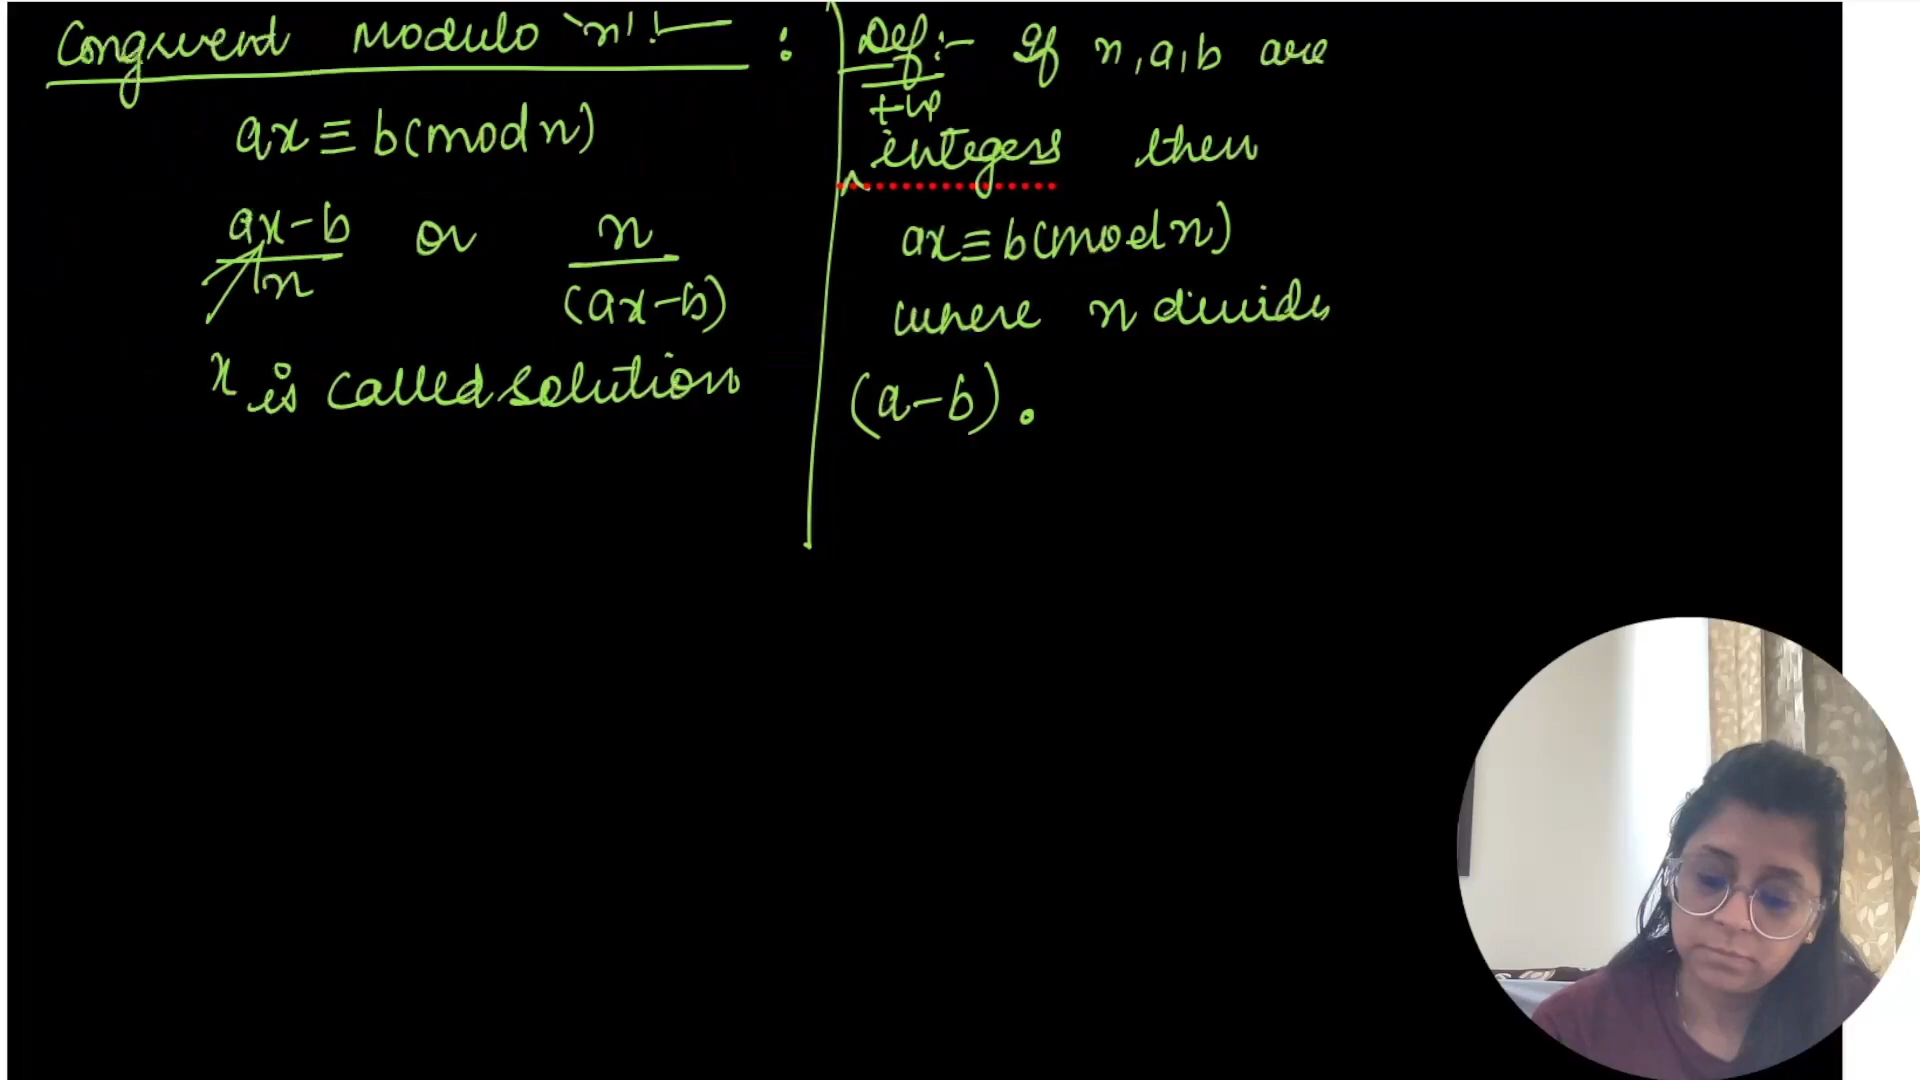 Congruent Modulo 'n' :
ax ≡ b(mod n)
ax-b/n or n/(ax-b)
x is called solution
Def:- If n,a,b are
+ve
integers then
ax ≡ b(mod n)
where n divides
(a-b).